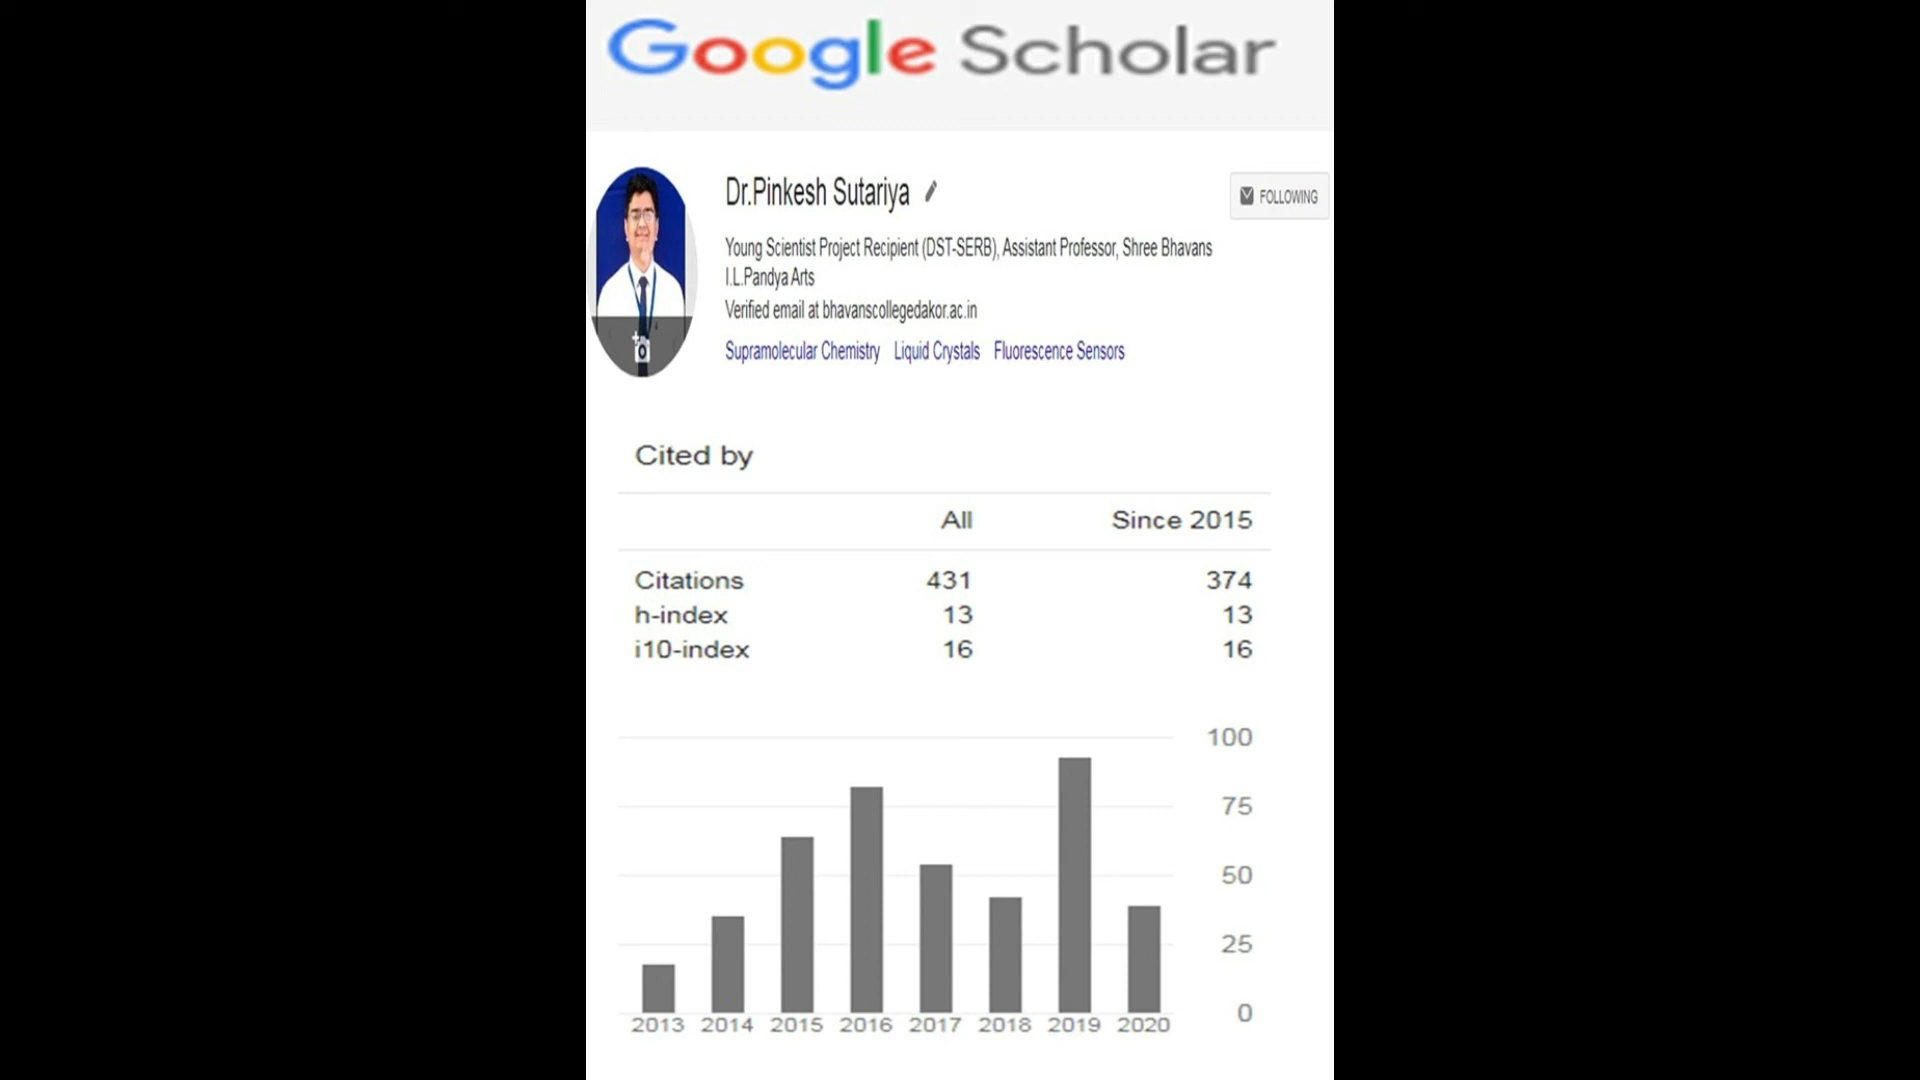 Google Scholar
Dr.Pinkesh Sutariya
FOLLOWING
Young Scientist Project Recipient (DST-SERB), Assistant Professor, Shree Bhavans
I.L.Pandya Arts
Verified email at bhavanscollegedakor.ac.in
Supramolecular Chemistry Liquid Crystals Fluorescence Sensors
Cited by
All Since 2015
Citations 431 374
h-index 13 13
i10-index 16 16
100
75
50
25
0
2013 2014 2015 2016 2017 2018 2019 2020